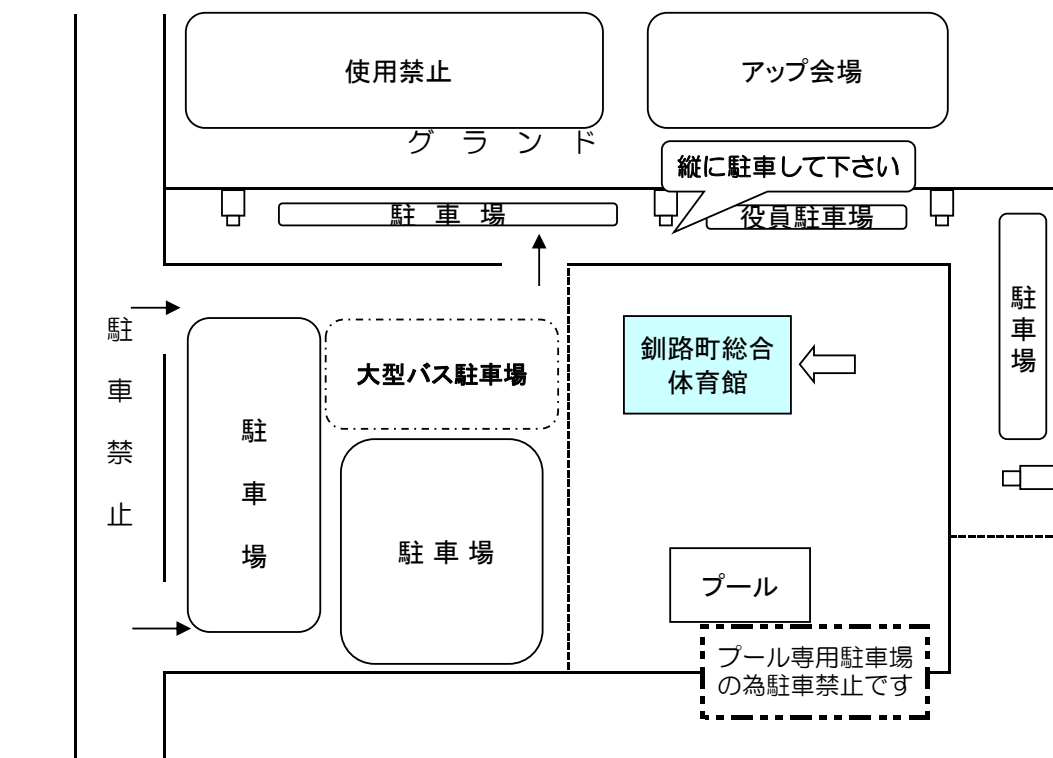 使用禁止
アップ会場
グランド
縦に駐車して下さい
駐車場
役員駐車場
駐車場
駐車禁止
大型バス駐車場
釧路町総合
体育館
駐車場
駐車場
プール
プール専用駐車場
の為駐車禁止です